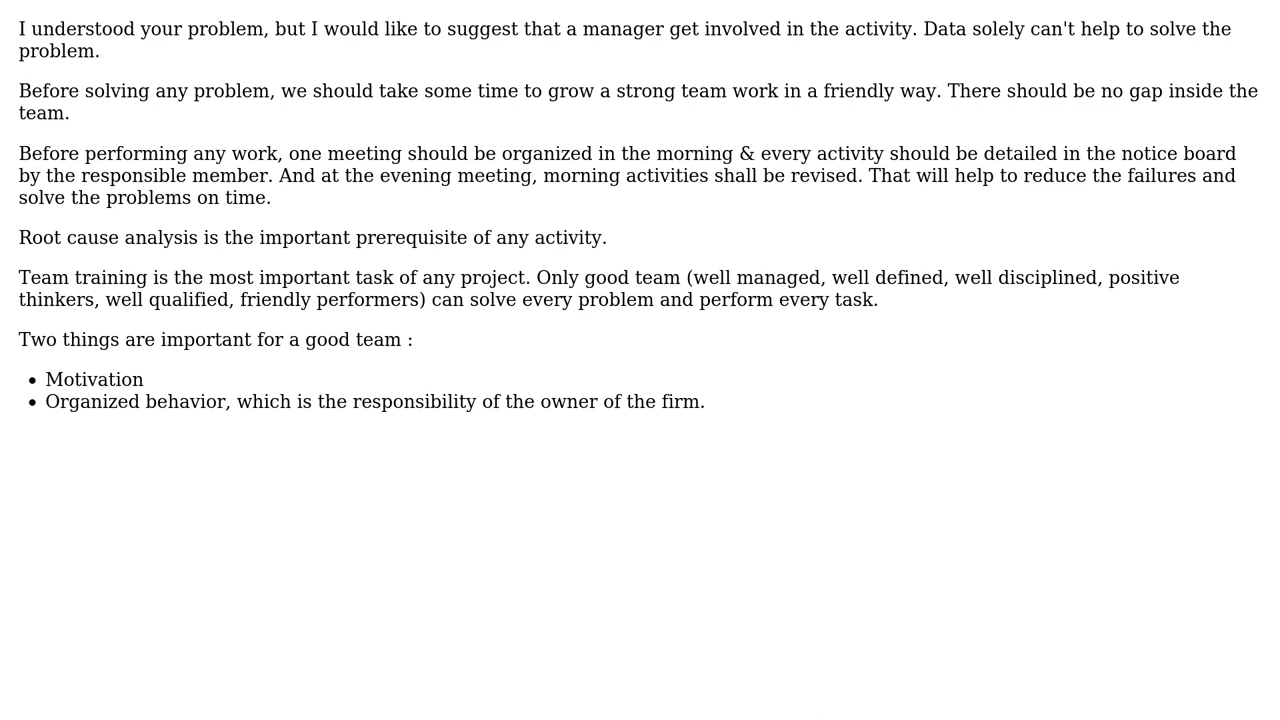 I understood your problem, but I would like to suggest that a manager get involved in the activity. Data solely can't help to solve the
problem.
Before solving any problem, we should take some time to grow a strong team work in a friendly way. There should be no gap inside the
team.
Before performing any work, one meeting should be organized in the morning & every activity should be detailed in the notice board
by the responsible member. And at the evening meeting, morning activities shall be revised. That will help to reduce the failures and
solve the problems on time.
Root cause analysis is the important prerequisite of any activity.
Team training is the most important task of any project. Only good team (well managed, well defined, well disciplined, positive
thinkers, well qualified, friendly performers) can solve every problem and perform every task.
Two things are important for a good team :
• Motivation
• Organized behavior, which is the responsibility of the owner of the firm.